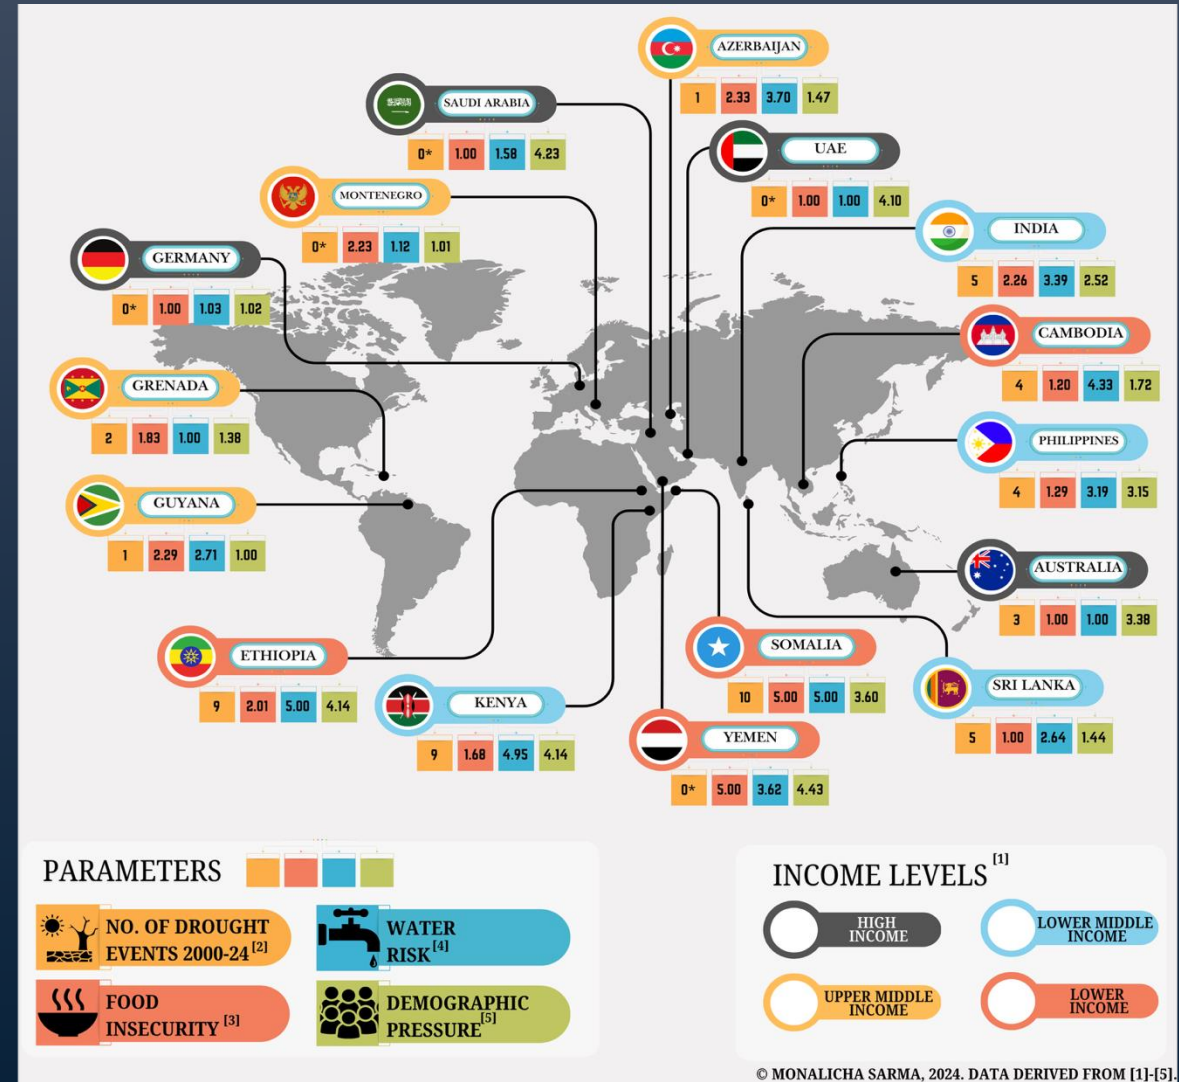 AZERBAIJAN
1 2.33 3.70 1.47
SAUDI ARABIA
0* 1.00 1.58 4.23
UAE
0* 1.00 1.00 4.10
MONTENEGRO
0* 2.23 1.12 1.01
INDIA
5 2.26 3.39 2.52
GERMANY
0* 1.00 1.03 1.02
CAMBODIA
4 1.20 4.33 1.72
GRENADA
2 1.83 1.00 1.38
PHILIPPINES
4 1.29 3.19 3.15
GUYANA
1 2.29 2.71 1.00
AUSTRALIA
3 1.00 1.00 3.38
ETHIOPIA
9 2.01 5.00 4.14
SOMALIA
10 5.00 5.00 3.60
KENYA
9 1.68 4.95 4.14
SRI LANKA
5 1.00 2.64 1.44
YEMEN
0* 5.00 3.62 4.43
PARAMETERS
NO. OF DROUGHT
EVENTS 2000-24 [2]
WATER
RISK [4]
FOOD
INSECURITY [3]
DEMOGRAPHIC
PRESSURE [5]
INCOME LEVELS [1]
HIGH
INCOME
LOWER MIDDLE
INCOME
UPPER MIDDLE
INCOME
LOWER
INCOME
© MONALICHA SARMA, 2024. DATA DERIVED FROM [1]-[5].